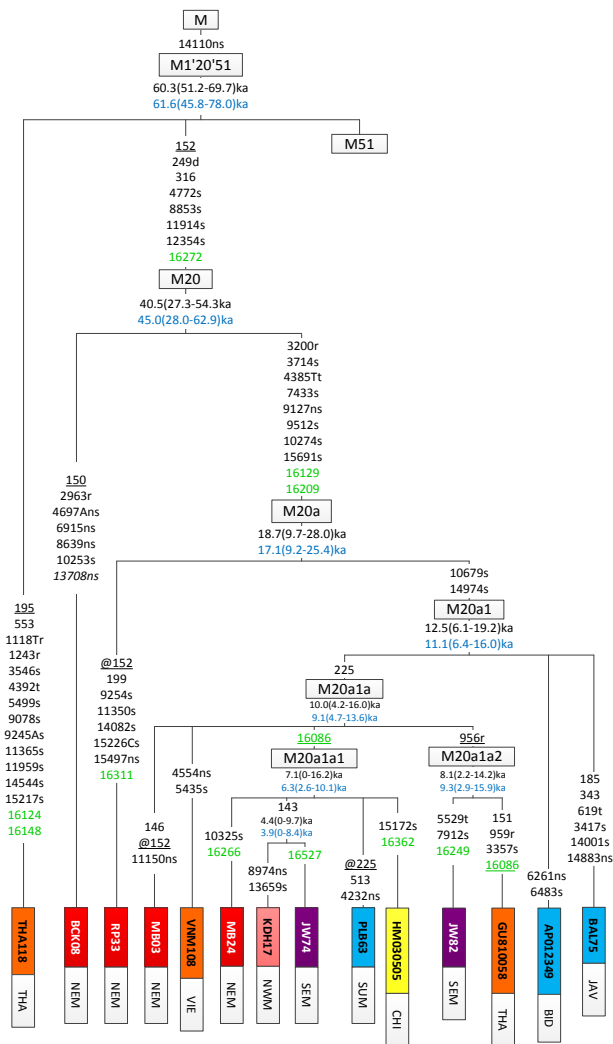 M
14110ns
M1'20'51
60.3(51.2-69.7)ka
61.6(45.8-78.0)ka
M51
152
249d
316
4772s
8853s
11914s
12354s
16272
M20
40.5(27.3-54.3ka
45.0(28.0-62.9)ka
3200r
3714s
4385Tt
7433s
9127ns
9512s
10274s
15691s
16129
16209
M20a
18.7(9.7-28.0)ka
17.1(9.2-25.4)ka
150
2963r
4697Ans
6915ns
8639ns
10253s
13708ns
10679s
14974s
M20a1
12.5(6.1-19.2)ka
11.1(6.4-16.0)ka
195
553
1118Tr
1243r
3546s
4392t
5499s
9078s
9245As
11365s
11959s
14544s
15217s
16124
16148
@152
199
9254s
11350s
14082s
15226Cs
15497ns
16311
225
M20a1a
10.0(4.2-16.0)ka
9.1(4.7-13.6)ka
16086
M20a1a1
7.1(0-16.2)ka
6.3(2.6-10.1)ka
956r
M20a1a2
8.1(2.2-14.2)ka
9.3(2.9-15.9)ka
4554ns
5435s
146
@152
11150ns
10325s
16266
143
4.4(0-9.7)ka
3.9(0-8.4)ka
8974ns
13659s
16527
@225
513
4232ns
15172s
16362
5529t
7912s
16249
151
959r
3357s
16086
6261ns
6483s
185
343
619t
3417s
14001s
14883ns
THA118
BCK08
RP33
MB03
VNM108
MB24
KDH17
JW74
PLB63
HM030505
JW82
GU810058
AP012349
BAL75
THA
NEM
NEM
NEM
VIE
NEM
NWM
SEM
SUM
CHI
SEM
THA
BID
JAV